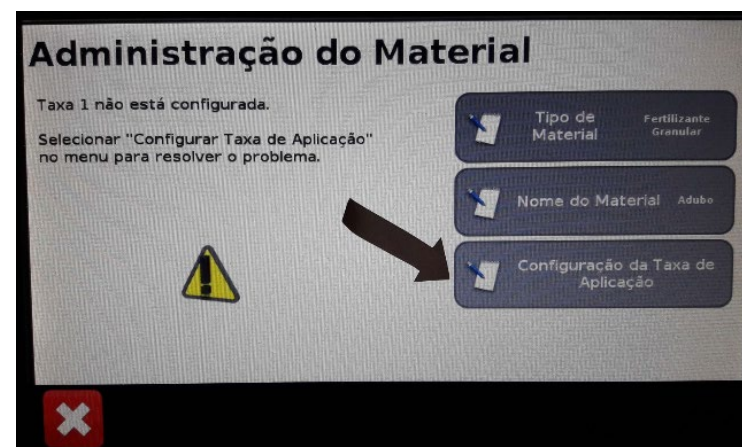 Administração do Material
Taxa 1 não está configurada.
Selecionar "Configurar Taxa de Aplicação"
no menu para resolver o problema.
Tipo de
Material
Fertilizante
Granular
Nome do Material
Adubo
Configuração da Taxa de
Aplicação